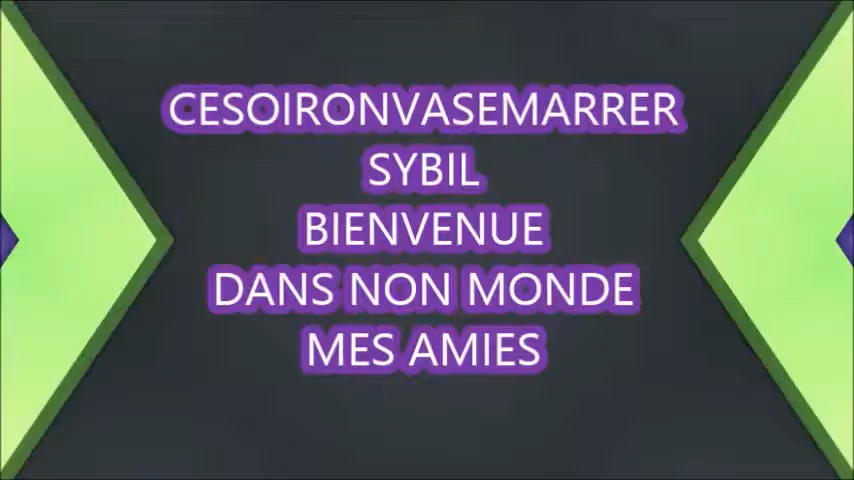 CESOIRONVASEMARRER
SYBIL
BIENVENUE
DANS NON MONDE
MES AMIES